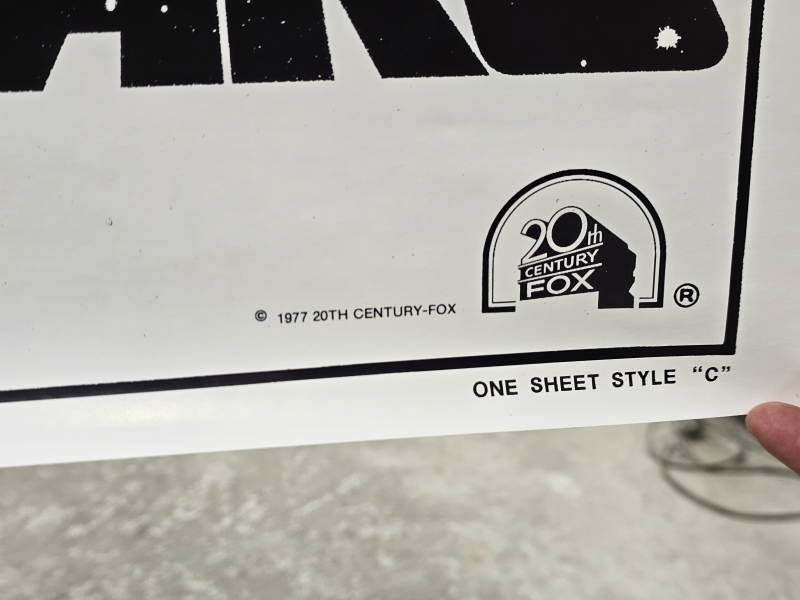 20th
CENTURY
FOX
®
© 1977 20TH CENTURY-FOX
ONE SHEET STYLE "C"